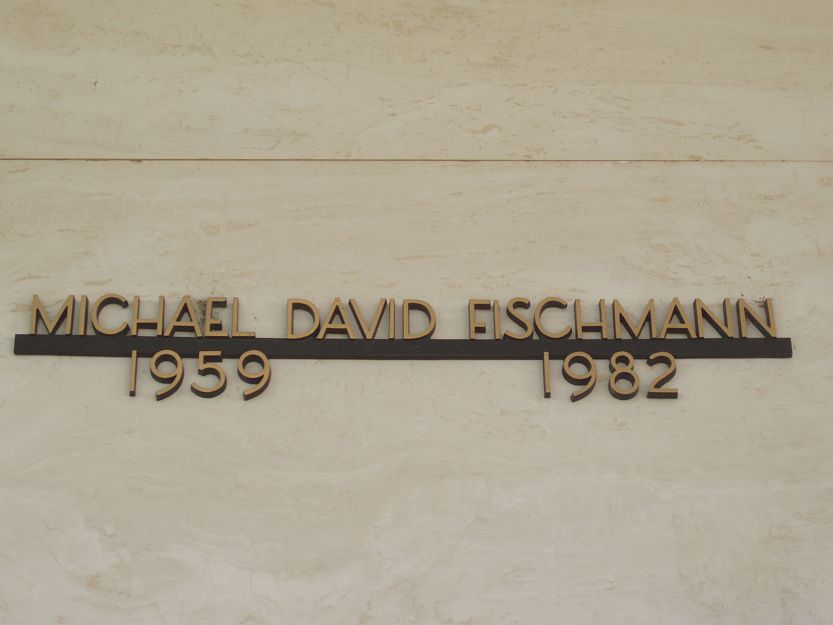 MICHAEL DAVID FISCHMANN
1959 1982